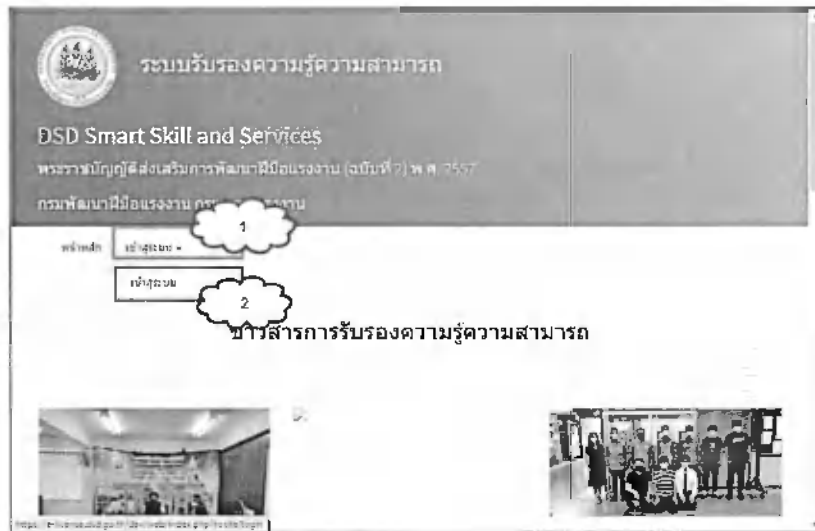 ระบบรับรองความรู้ความสามารถ
DSD Smart Skill and Services
พระราชบัญญัติส่งเสริมการพัฒนาฝีมือแรงงาน (ฉบับที่ 2) พ.ศ. 2557
กรมพัฒนาฝีมือแรงงาน
1
หน้าหลัก เข้าสู่ระบบ
เข้าสู่ระบบ
2
ข่าวสารการรับรองความรู้ความสามารถ